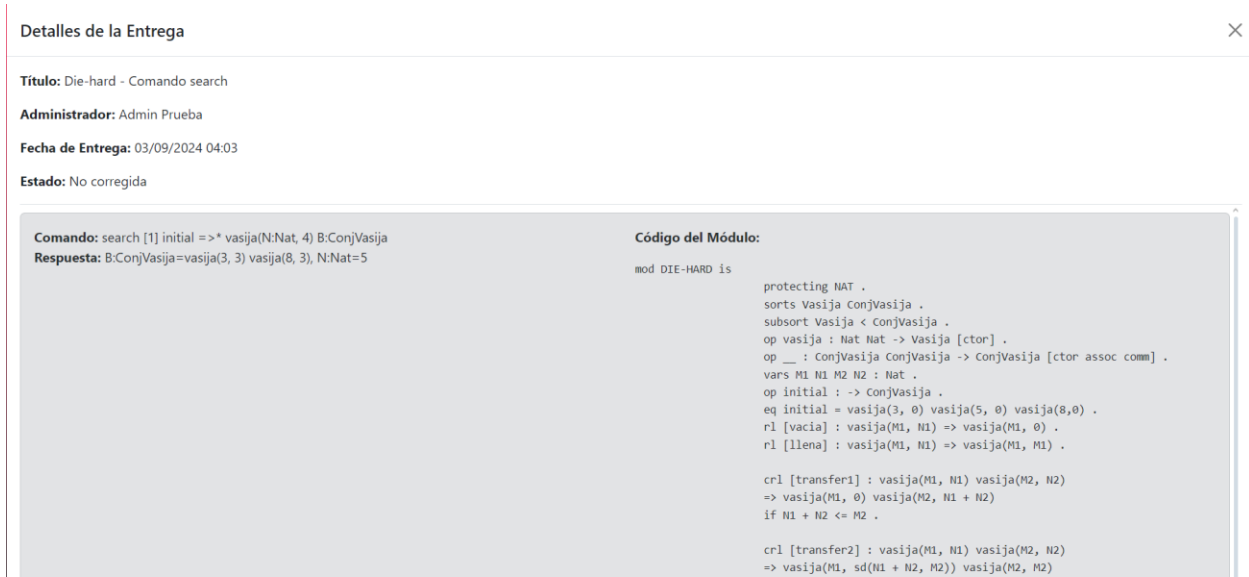 Detalles de la Entrega
Título: Die-hard - Comando search
Administrador: Admin Prueba
Fecha de Entrega: 03/09/2024 04:03
Estado: No corregida
Comando: search [1] initial =>* vasija(N:Nat, 4) B:ConjVasija
Respuesta: B:ConjVasija=vasija(3, 3) vasija(8, 3), N:Nat=5
Código del Módulo:
mod DIE-HARD is
protecting NAT .
sorts Vasija ConjVasija .
subsort Vasija < ConjVasija .
op vasija : Nat Nat -> Vasija [ctor] .
op __ : ConjVasija ConjVasija -> ConjVasija [ctor assoc comm] .
vars M1 N1 M2 N2 : Nat .
op initial : -> ConjVasija .
eq initial = vasija(3, 0) vasija(5, 0) vasija(8,0) .
rl [vacia] : vasija(M1, N1) => vasija(M1, 0) .
rl [llena] : vasija(M1, N1) => vasija(M1, M1) .
crl [transfer1] : vasija(M1, N1) vasija(M2, N2)
=> vasija(M1, 0) vasija(M2, N1 + N2)
if N1 + N2 <= M2 .
crl [transfer2] : vasija(M1, N1) vasija(M2, N2)
=> vasija(M1, sd(N1 + N2, M2)) vasija(M2, M2)